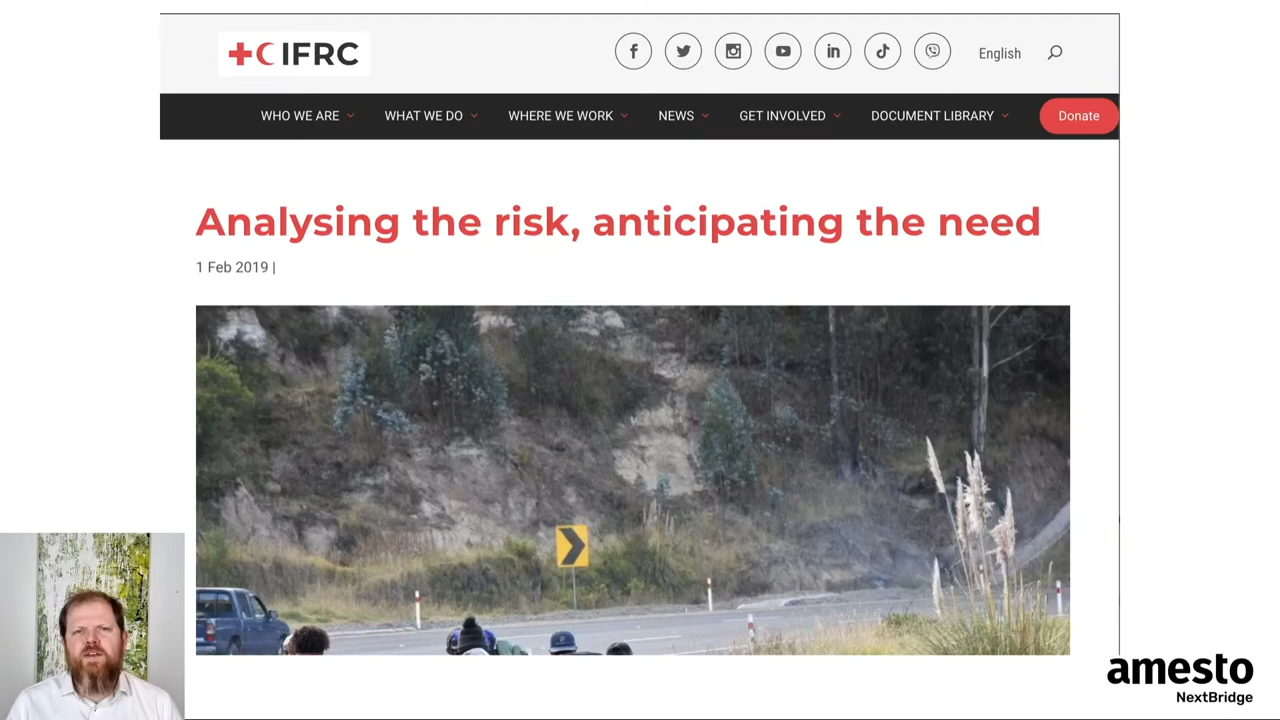 IFRC
English
WHO WE ARE
WHAT WE DO
WHERE WE WORK
NEWS
GET INVOLVED
DOCUMENT LIBRARY
Donate
Analysing the risk, anticipating the need
1 Feb 2019 |
amesto
NextBridge